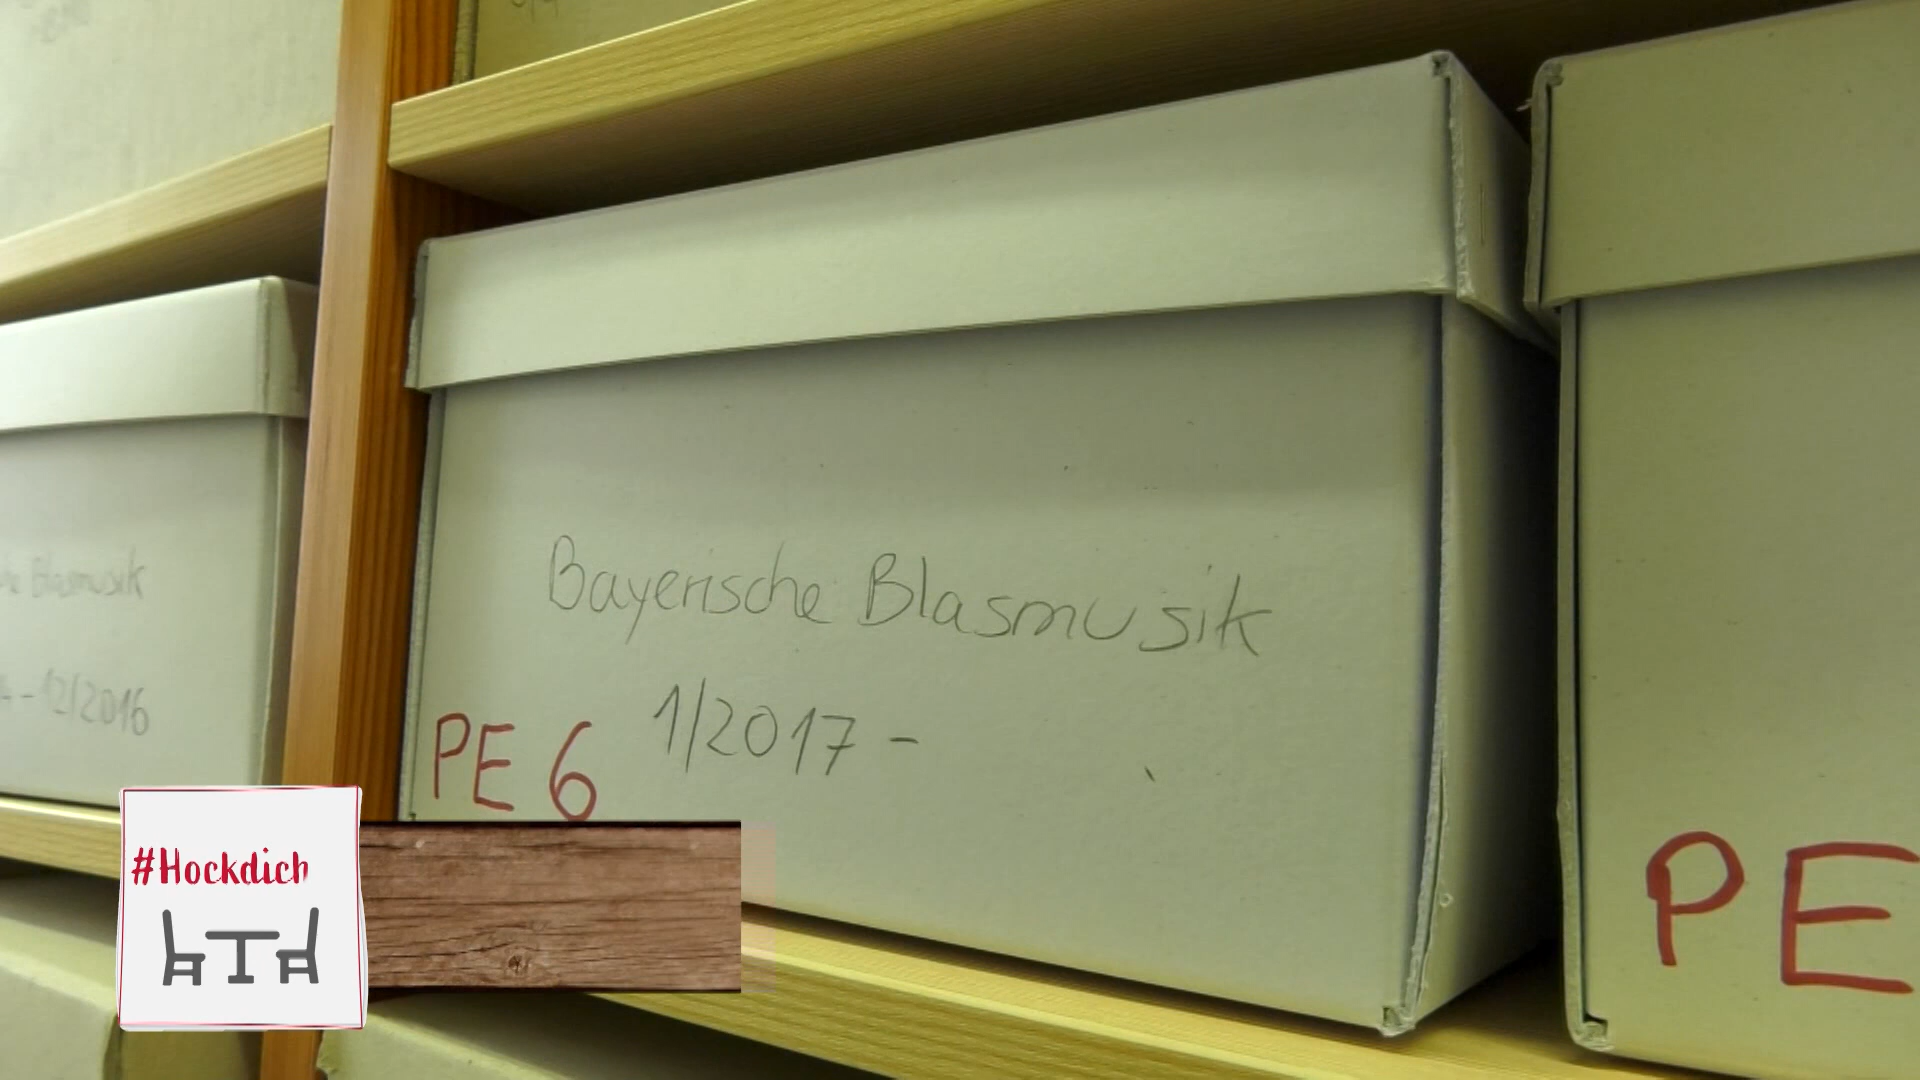 Blasmusik
- 12/2016
Bayerische Blasmusik
1/2017 -
PE 6
PE
#Hockdich